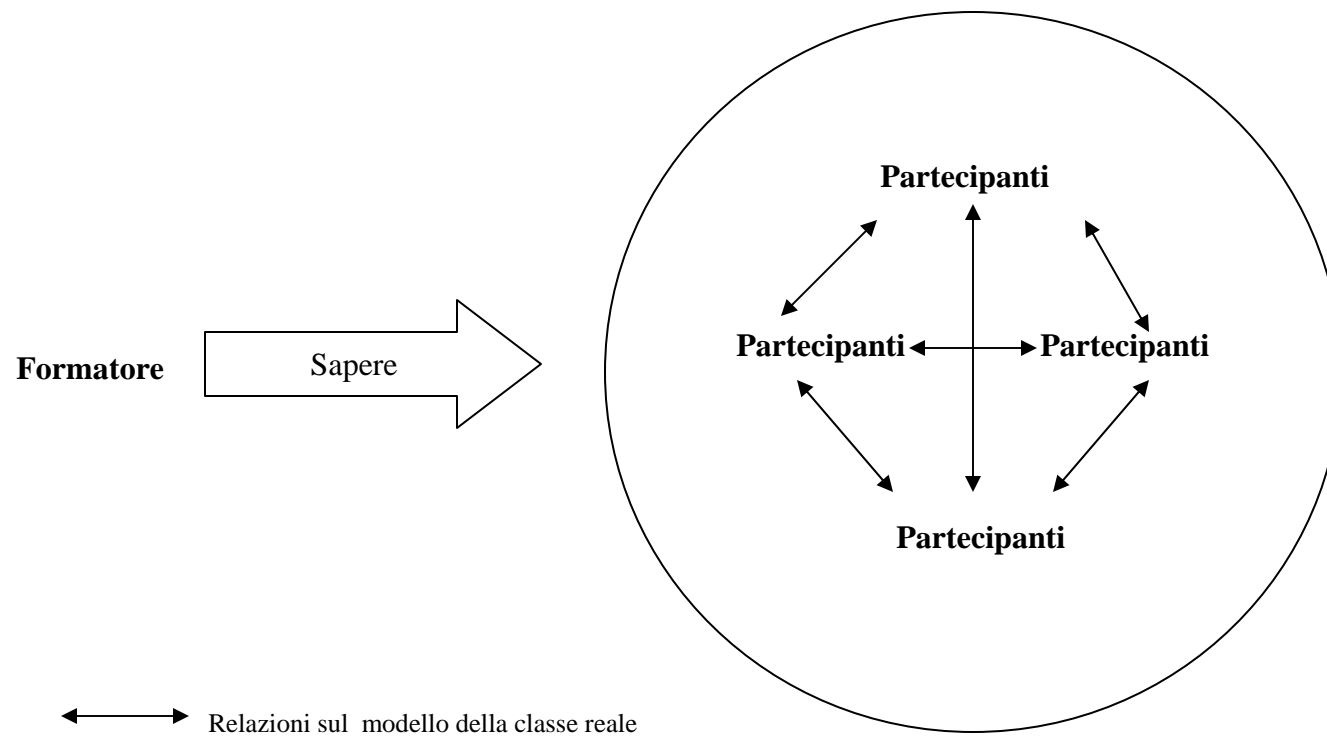 Partecipanti
Partecipanti
Partecipanti
Formatore
Sapere
Partecipanti
Relazioni sul modello della classe reale